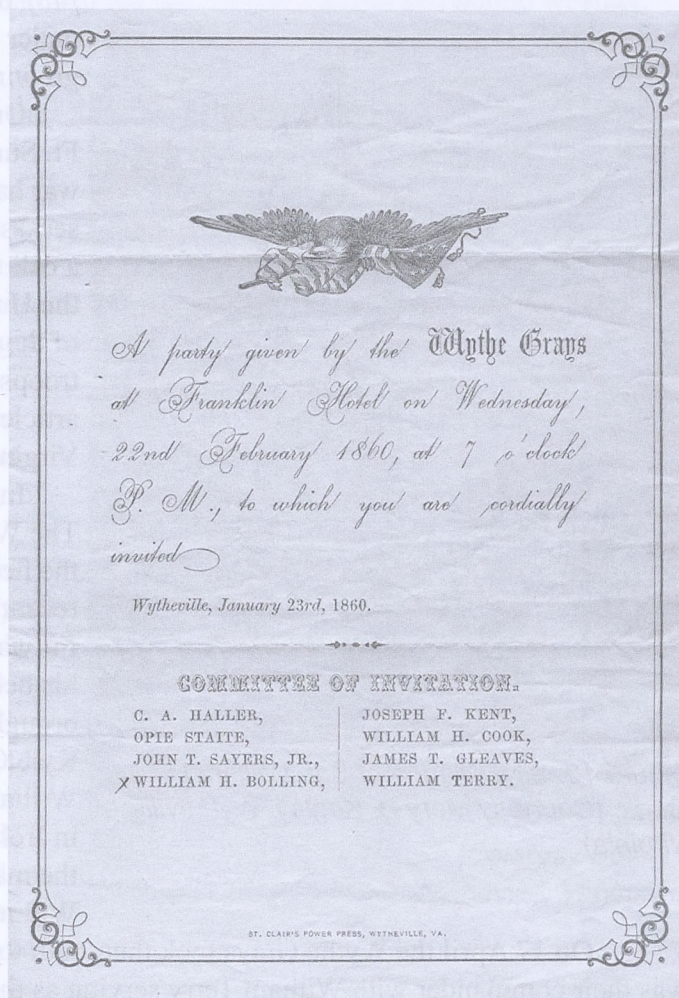 A party given by the Wythe Grays
at Franklin Hotel on Wednesday,
22nd February 1860, at 7 o'clock
P. M., to which you are cordially
invited
Wytheville, January 23rd, 1860.
COMMITTEE OF INVITATION.
C. A. HALLER,
OPIE STAITE,
JOHN T. SAYERS, JR.,
X WILLIAM H. BOLLING,
JOSEPH F. KENT,
WILLIAM H. COOK,
JAMES T. GLEAVES,
WILLIAM TERRY.
ST. CLAIR'S POWER PRESS, WYTHEVILLE, VA.